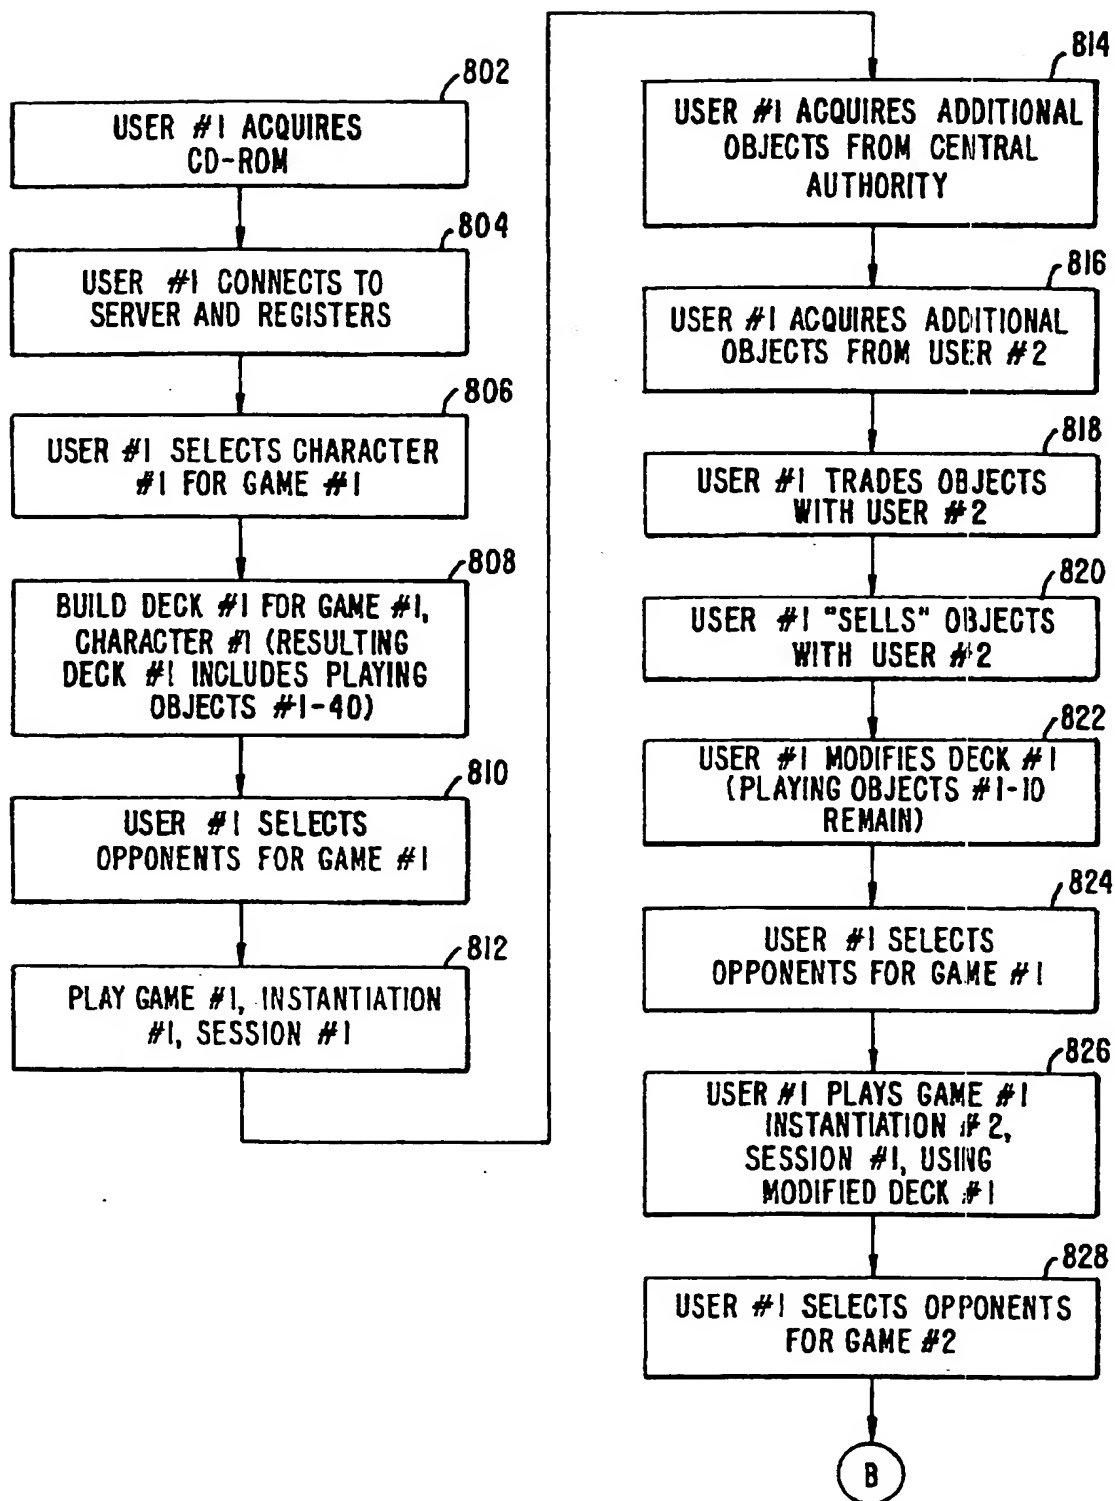 802
USER #1 ACQUIRES
CD-ROM
804
USER #1 CONNECTS TO
SERVER AND REGISTERS
806
USER #1 SELECTS CHARACTER
#1 FOR GAME #1
808
BUILD DECK #1 FOR GAME #1,
CHARACTER #1 (RESULTING
DECK #1 INCLUDES PLAYING
OBJECTS #1-40)
810
USER #1 SELECTS
OPPONENTS FOR GAME #1
812
PLAY GAME #1, INSTANTIATION
#1, SESSION #1
814
USER #1 ACQUIRES ADDITIONAL
OBJECTS FROM CENTRAL
AUTHORITY
816
USER #1 ACQUIRES ADDITIONAL
OBJECTS FROM USER #2
818
USER #1 TRADES OBJECTS
WITH USER #2
820
USER #1 "SELLS" OBJECTS
WITH USER #2
822
USER #1 MODIFIES DECK #1
(PLAYING OBJECTS #1-10
REMAIN)
824
USER #1 SELECTS
OPPONENTS FOR GAME #1
826
USER #1 PLAYS GAME #1
INSTANTIATION #2,
SESSION #1, USING
MODIFIED DECK #1
828
USER #1 SELECTS OPPONENTS
FOR GAME #2
B